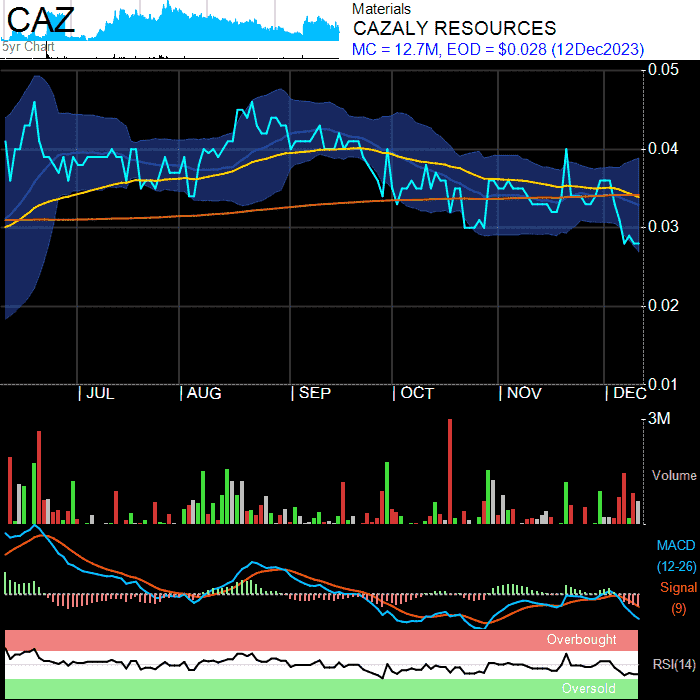 CAZ
5yr Chart
Materials
CAZALY RESOURCES
MC = 12.7M, EOD = $0.028 (12Dec2023)
0.05
0.04
0.03
0.02
0.01
JUL
AUG
SEP
OCT
NOV
DEC
3M
Volume
MACD
(12-26)
Signal
(9)
Overbought
RSI(14)
Oversold